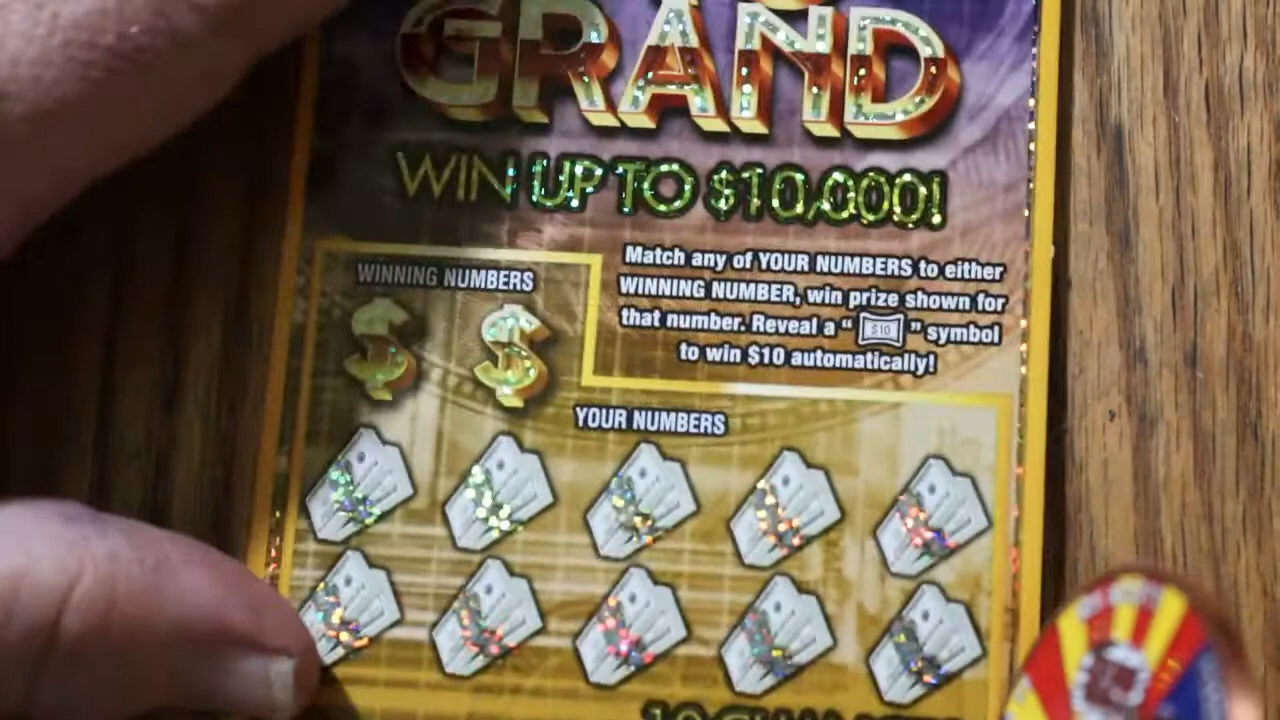 GRAND
WIN UP TO $10,000!
WINNING NUMBERS
Match any of YOUR NUMBERS to either
WINNING NUMBER, win prize shown for
that number. Reveal a " $10 " symbol
to win $10 automatically!
$ $
YOUR NUMBERS